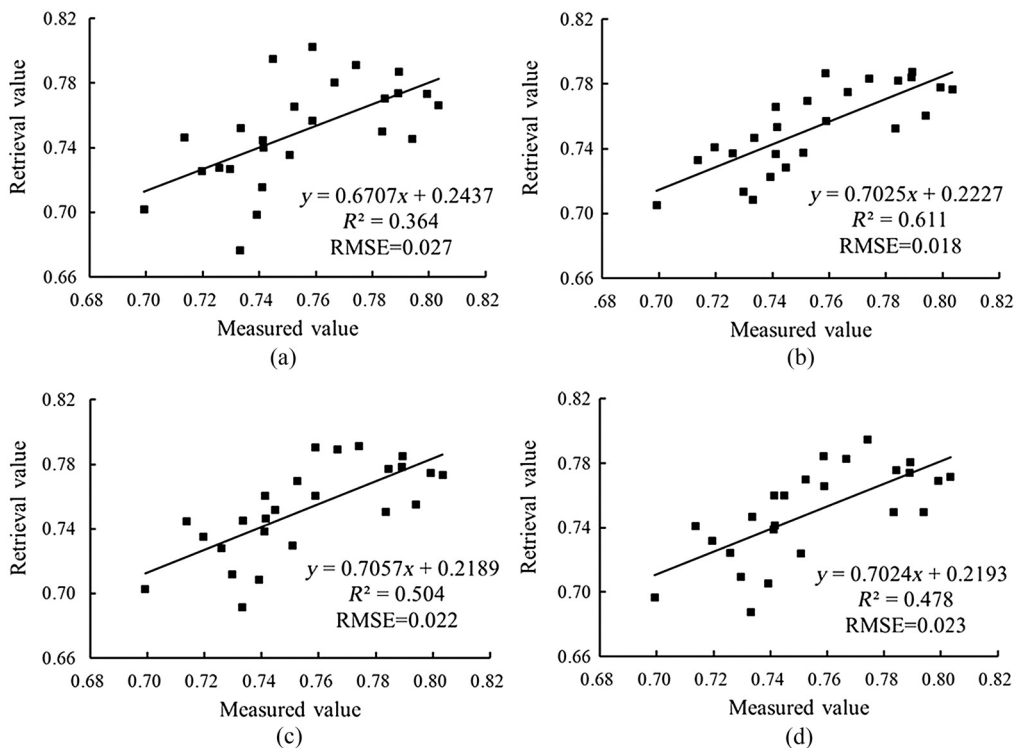 0.82
0.78
0.74
0.70
0.66
Retrieval value
y = 0.6707x + 0.2437
R² = 0.364
RMSE=0.027
0.68 0.70 0.72 0.74 0.76 0.78 0.80 0.82
Measured value
(a)
0.82
0.78
0.74
0.70
0.66
Retrieval value
y = 0.7025x + 0.2227
R² = 0.611
RMSE=0.018
.68 0.70 0.72 0.74 0.76 0.78 0.80 0.82
Measured value
(b)
0.82
0.78
0.74
0.70
0.66
Retrieval value
y = 0.7057x + 0.2189
R² = 0.504
RMSE=0.022
0.68 0.70 0.72 0.74 0.76 0.78 0.80 0.82
Measured value
(c)
0.82
0.78
0.74
0.70
0.66
Retrieval value
y = 0.7024x + 0.2193
R² = 0.478
RMSE=0.023
0.68 0.70 0.72 0.74 0.76 0.78 0.80 0.82
Measured value
(d)